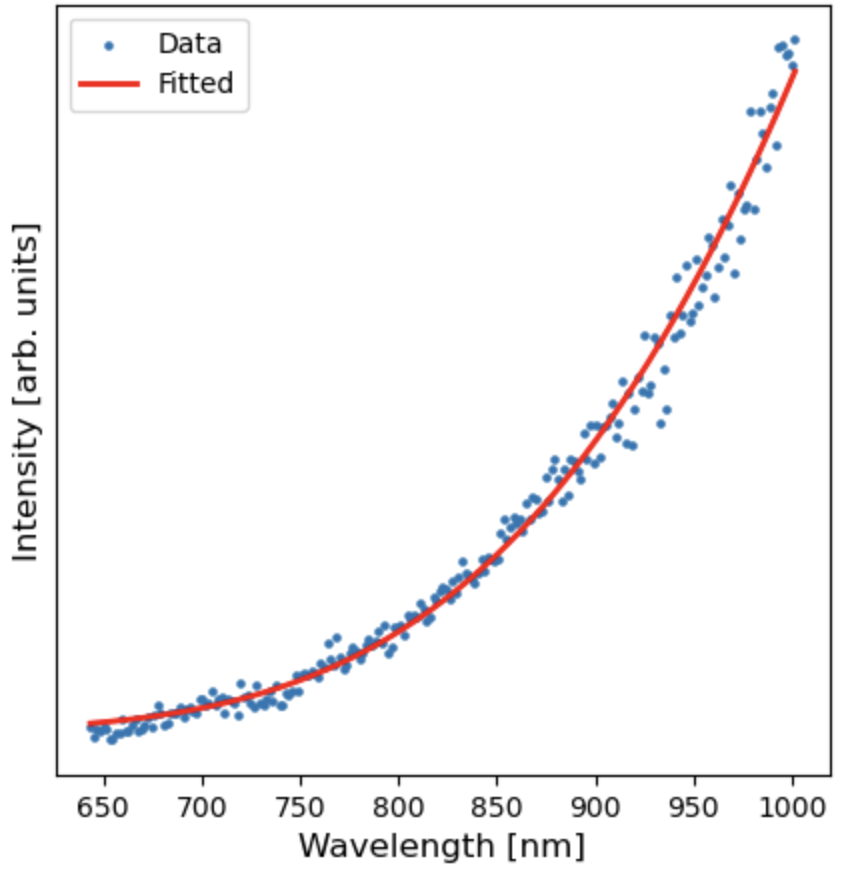 Data
Fitted
Intensity [arb. units]
650 700 750 800 850 900 950 1000
Wavelength [nm]